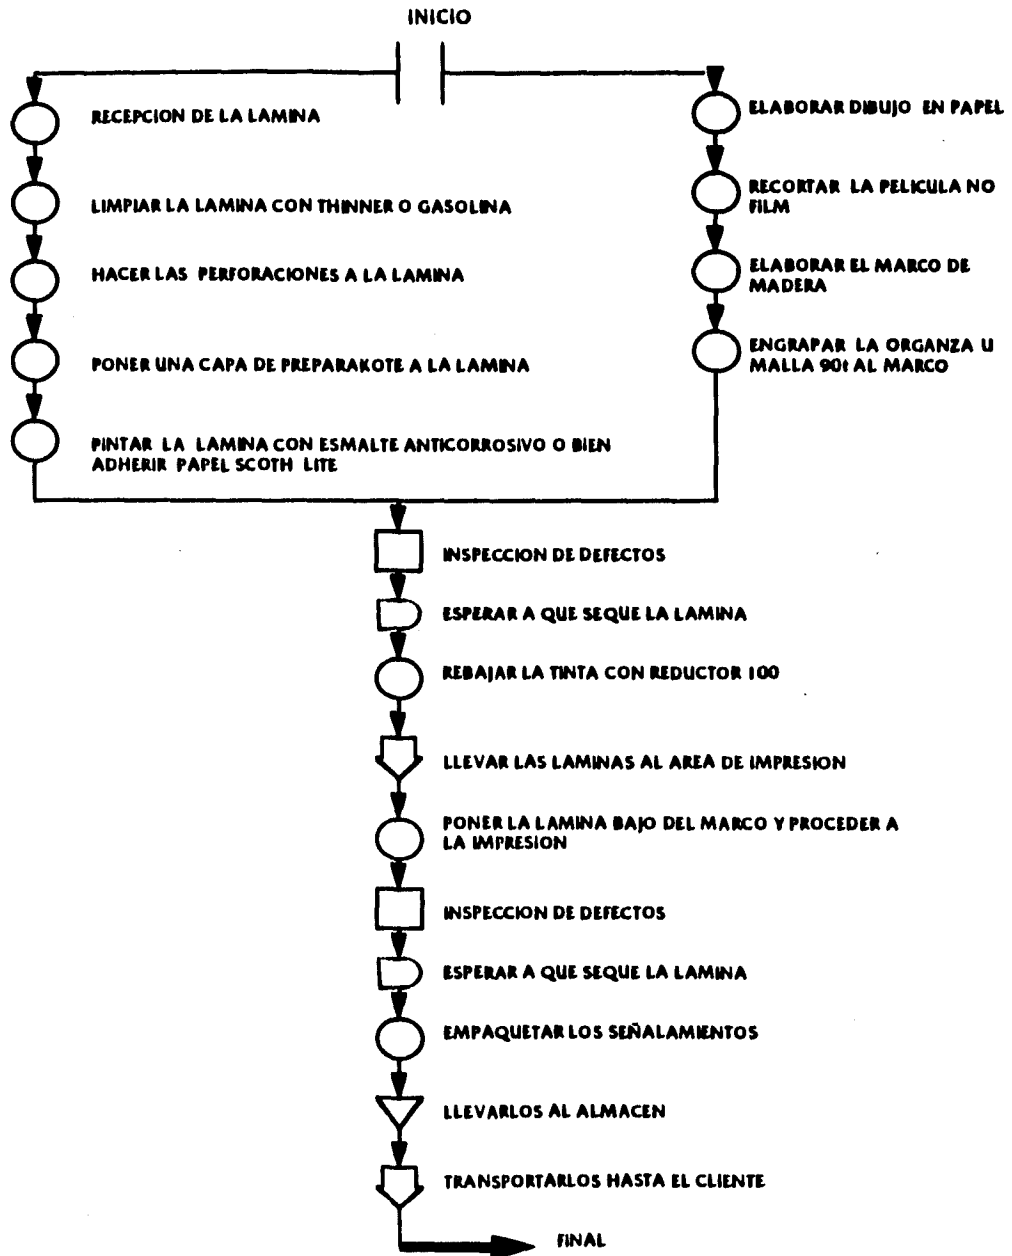 INICIO
RECEPCION DE LA LAMINA
LIMPIAR LA LAMINA CON THINNER O GASOLINA
HACER LAS PERFORACIONES A LA LAMINA
PONER UNA CAPA DE PREPARAKOTE A LA LAMINA
PINTAR LA LAMINA CON ESMALTE ANTICORROSIVO O BIEN
ADHERIR PAPEL SCOTH LITE
ELABORAR DIBUJO EN PAPEL
RECORTAR LA PELICULA NO
FILM
ELABORAR EL MARCO DE
MADERA
ENGRAPAR LA ORGANZA U
MALLA 90t AL MARCO
INSPECCION DE DEFECTOS
ESPERAR A QUE SEQUE LA LAMINA
REBAJAR LA TINTA CON REDUCTOR 100
LLEVAR LAS LAMINAS AL AREA DE IMPRESION
PONER LA LAMINA BAJO DEL MARCO Y PROCEDER A
LA IMPRESION
INSPECCION DE DEFECTOS
ESPERAR A QUE SEQUE LA LAMINA
EMPAQUETAR LOS SEÑALAMIENTOS
LLEVARLOS AL ALMACEN
TRANSPORTARLOS HASTA EL CLIENTE
FINAL